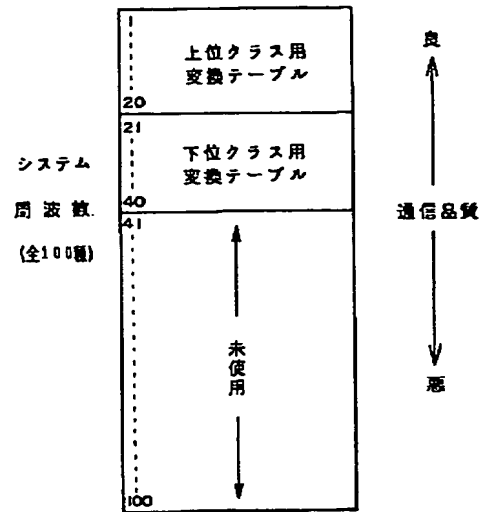 1
上位クラス用
変換テーブル
20
21
下位クラス用
変換テーブル
40
41
未使用
100
システム
周波数
(全100種)
良
通信品質
悪